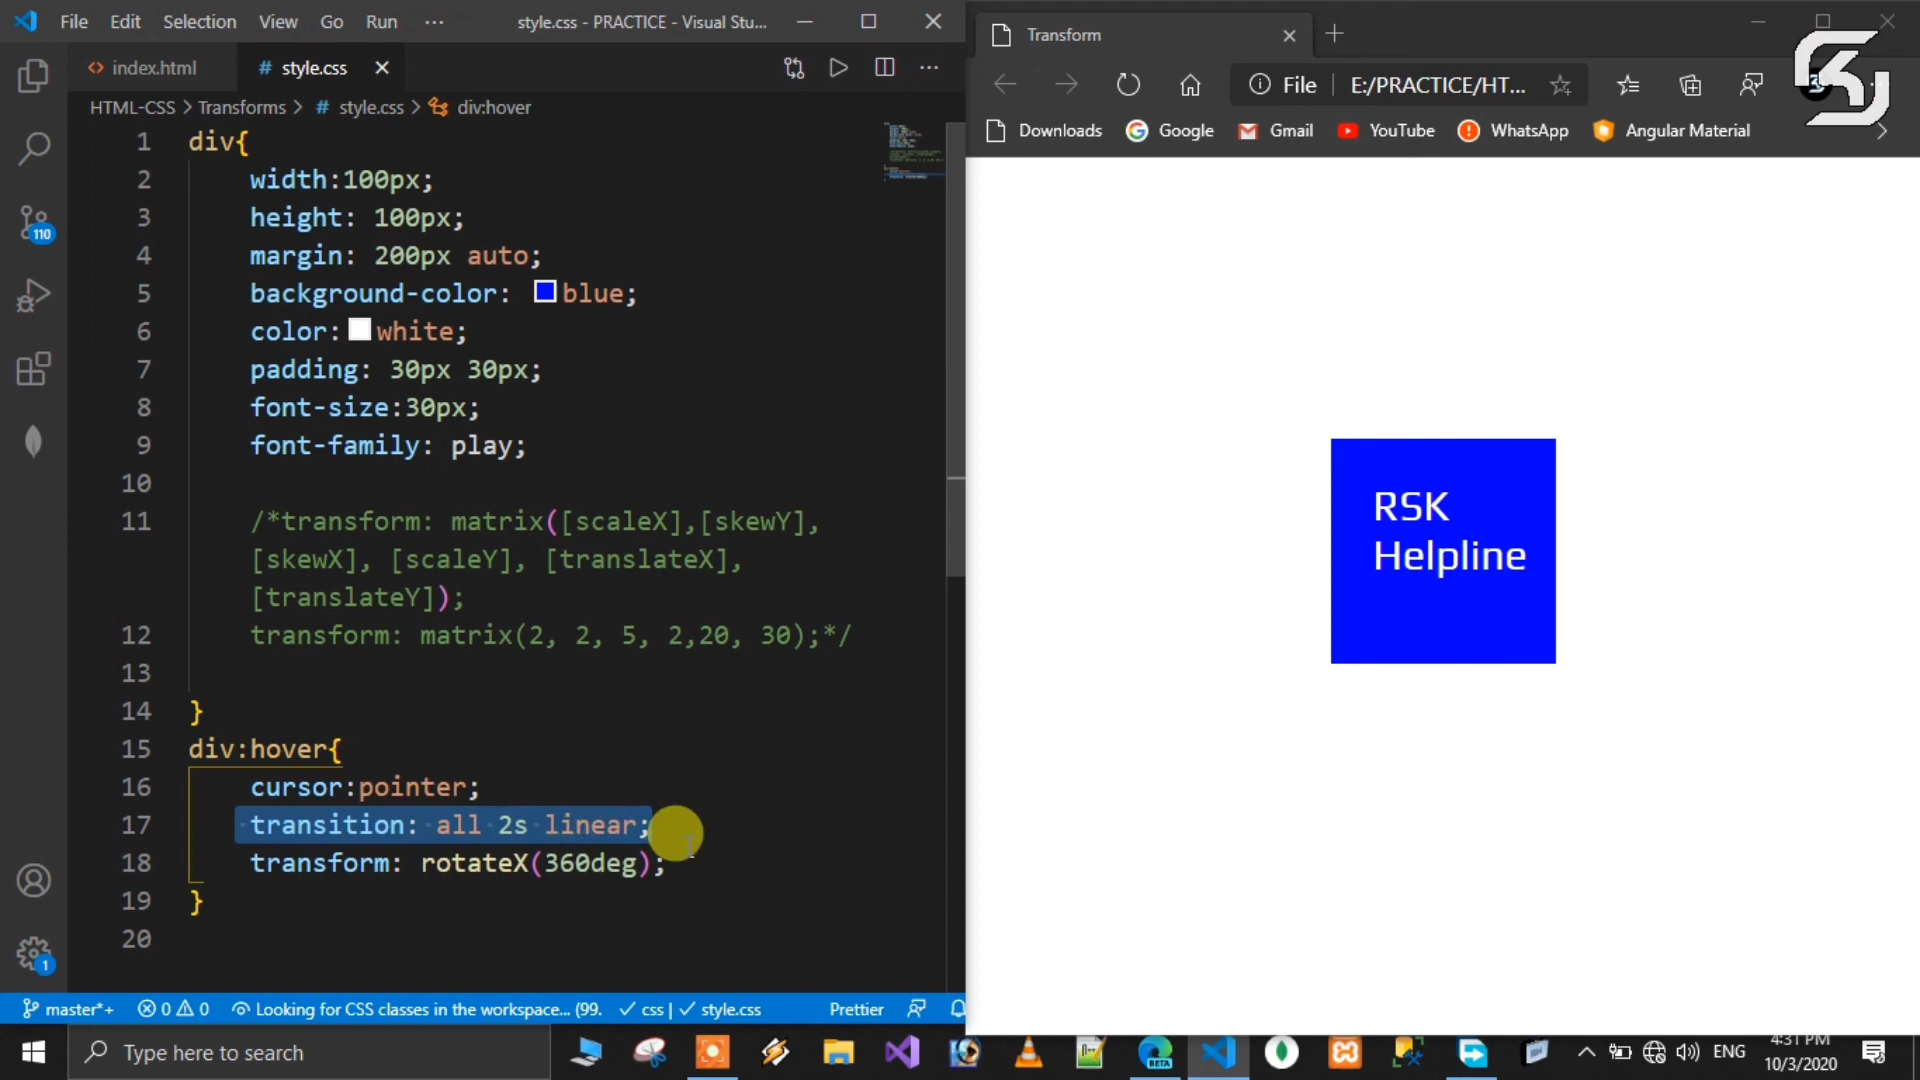 File Edit Selection View Go Run ··· style.css - PRACTICE - Visual Stu...
index.html # style.css
HTML-CSS > Transforms > # style.css > div:hover
1 div{
2 width:100px;
3 height: 100px;
4 margin: 200px auto;
5 background-color: blue;
6 color: white;
7 padding: 30px 30px;
8 font-size:30px;
9 font-family: play;
10
11 /*transform: matrix([scaleX],[skewY],
[skewX], [scaleY], [translateX],
[translateY]);
12 transform: matrix(2, 2, 5, 2,20, 30);*/
13
14 }
15 div:hover{
16 cursor:pointer;
17 transition: all 2s linear;
18 transform: rotateX(360deg);
19 }
20
110
1
master*+ 0 0 Looking for CSS classes in the workspace... (99. ✓ css | ✓ style.css Prettier
Transform
File E:/PRACTICE/HT...
Downloads Google Gmail YouTube WhatsApp Angular Material
RSK
Helpline
Type here to search
BETA
ENG
4:31 PM
10/3/2020